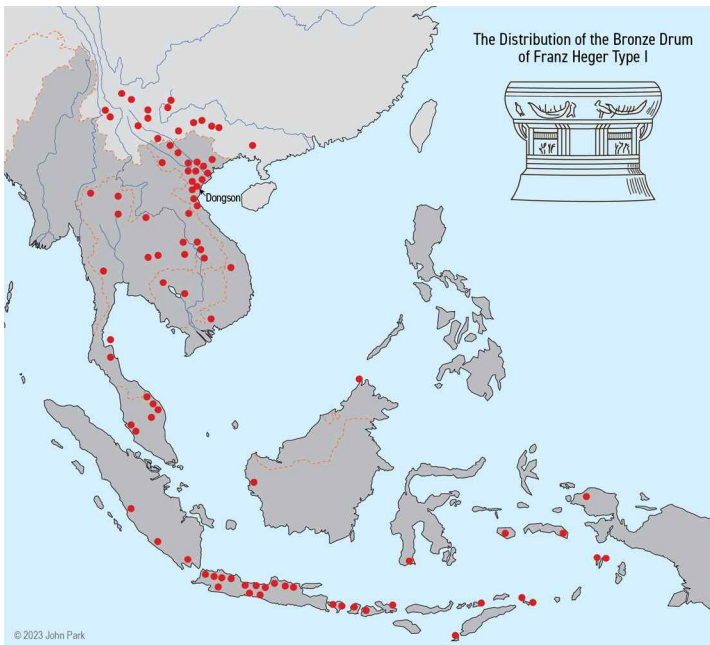 The Distribution of the Bronze Drum
of Franz Heger Type I
Dongson
© 2023 John Park